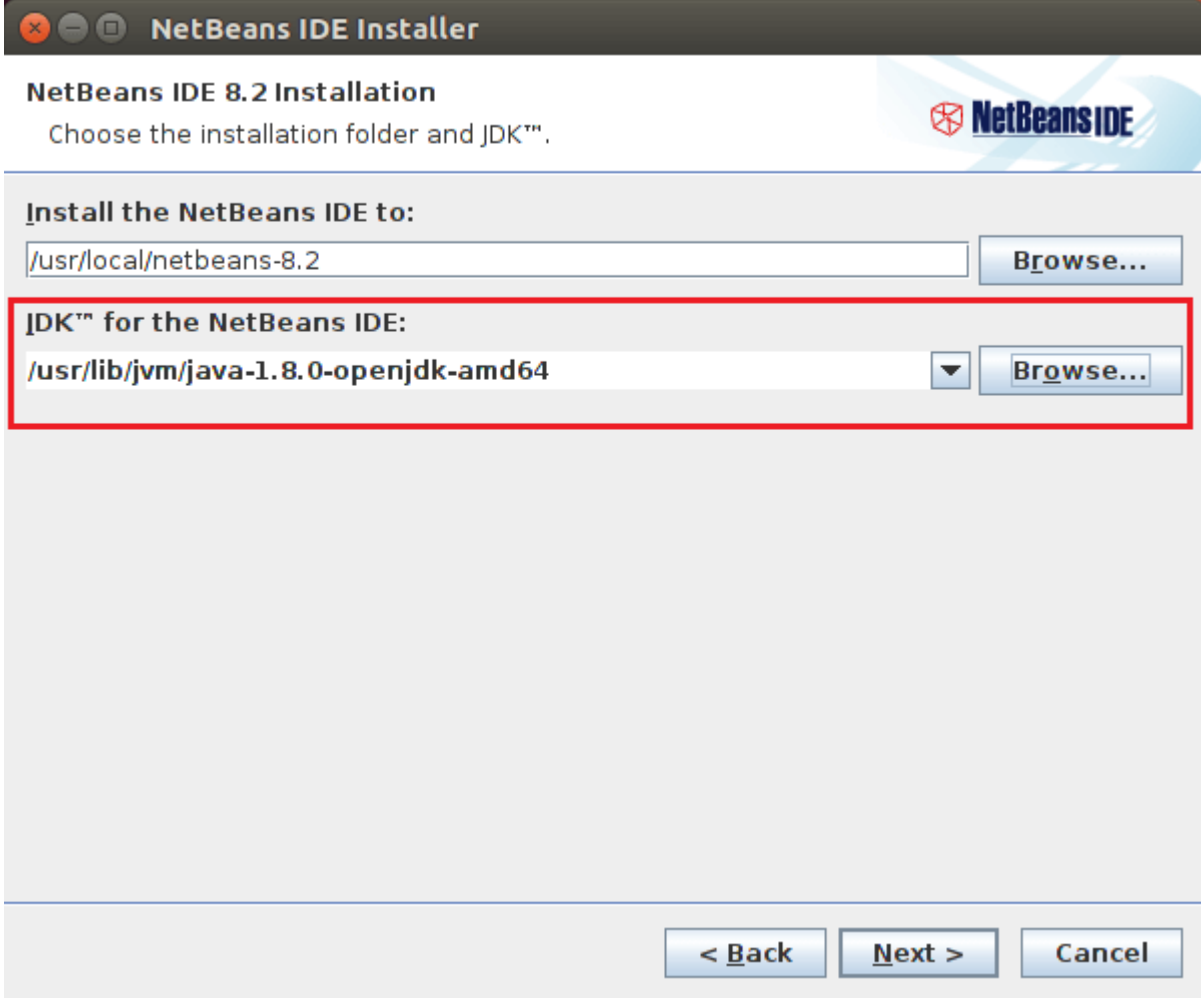 NetBeans IDE Installer
NetBeans IDE 8.2 Installation
Choose the installation folder and JDK™.
NetBeans IDE
Install the NetBeans IDE to:
/usr/local/netbeans-8.2
Browse...
JDK™ for the NetBeans IDE:
/usr/lib/jvm/java-1.8.0-openjdk-amd64
Browse...
< Back
Next >
Cancel